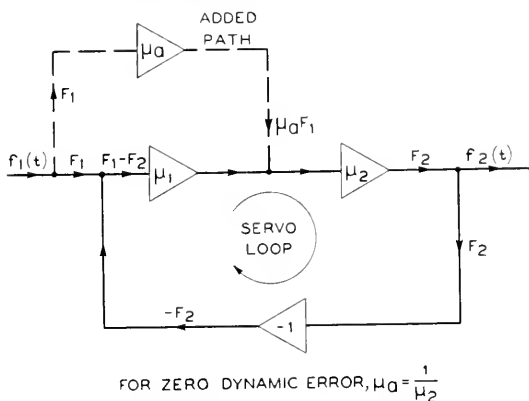 ADDED
PATH
μa
F1
μaF1
f1(t)
F1
F1-F2
μ1
μ2
F2
f2(t)
SERVO
LOOP
F2
-F2
-1
FOR ZERO DYNAMIC ERROR, μa = 1/μ2